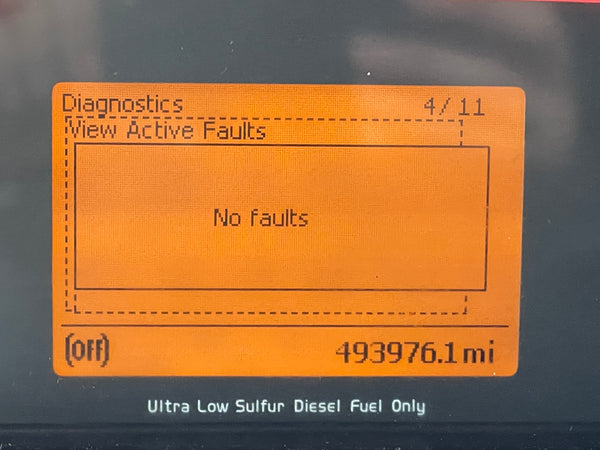 Diagnostics 4/11
View Active Faults
No faults
(OFF) 493976.1 mi
Ultra Low Sulfur Diesel Fuel Only